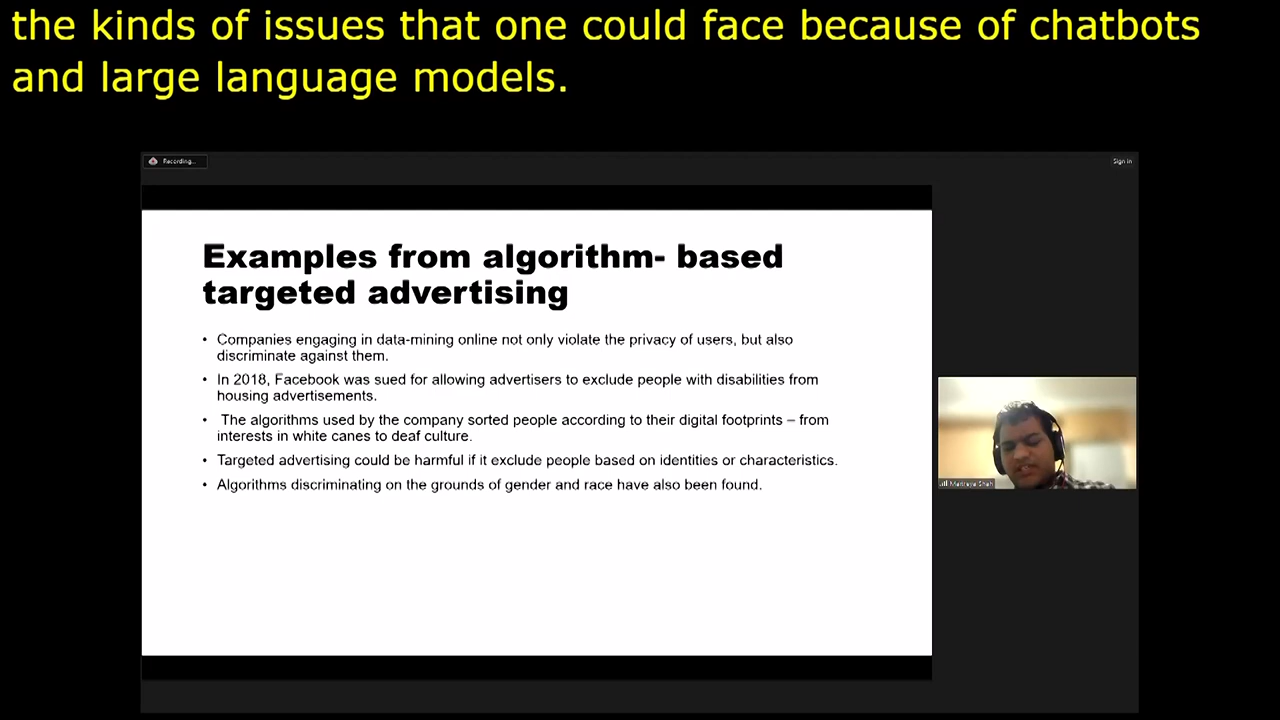 the kinds of issues that one could face because of chatbots
and large language models.
Recording...
Sign in
Examples from algorithm- based
targeted advertising
• Companies engaging in data-mining online not only violate the privacy of users, but also
discriminate against them.
• In 2018, Facebook was sued for allowing advertisers to exclude people with disabilities from
housing advertisements.
• The algorithms used by the company sorted people according to their digital footprints – from
interests in white canes to deaf culture.
• Targeted advertising could be harmful if it exclude people based on identities or characteristics.
• Algorithms discriminating on the grounds of gender and race have also been found.
Shah